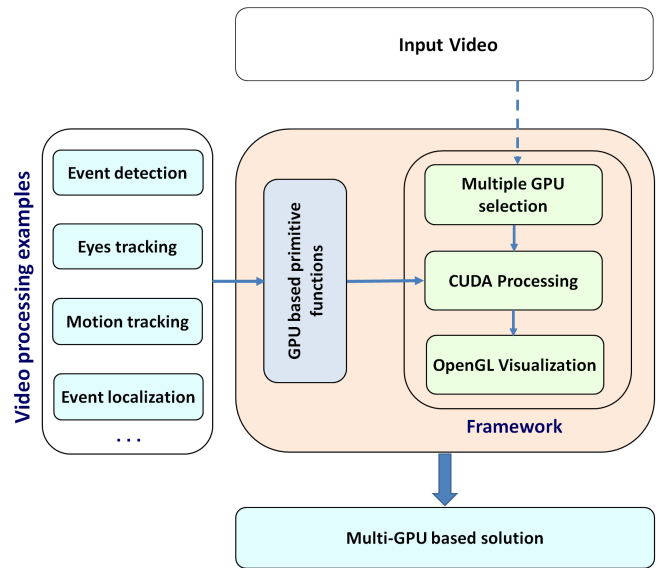 Input Video
Video processing examples
Event detection
Eyes tracking
Motion tracking
Event localization
. . .
GPU based primitive
functions
Multiple GPU
selection
CUDA Processing
OpenGL Visualization
Framework
Multi-GPU based solution